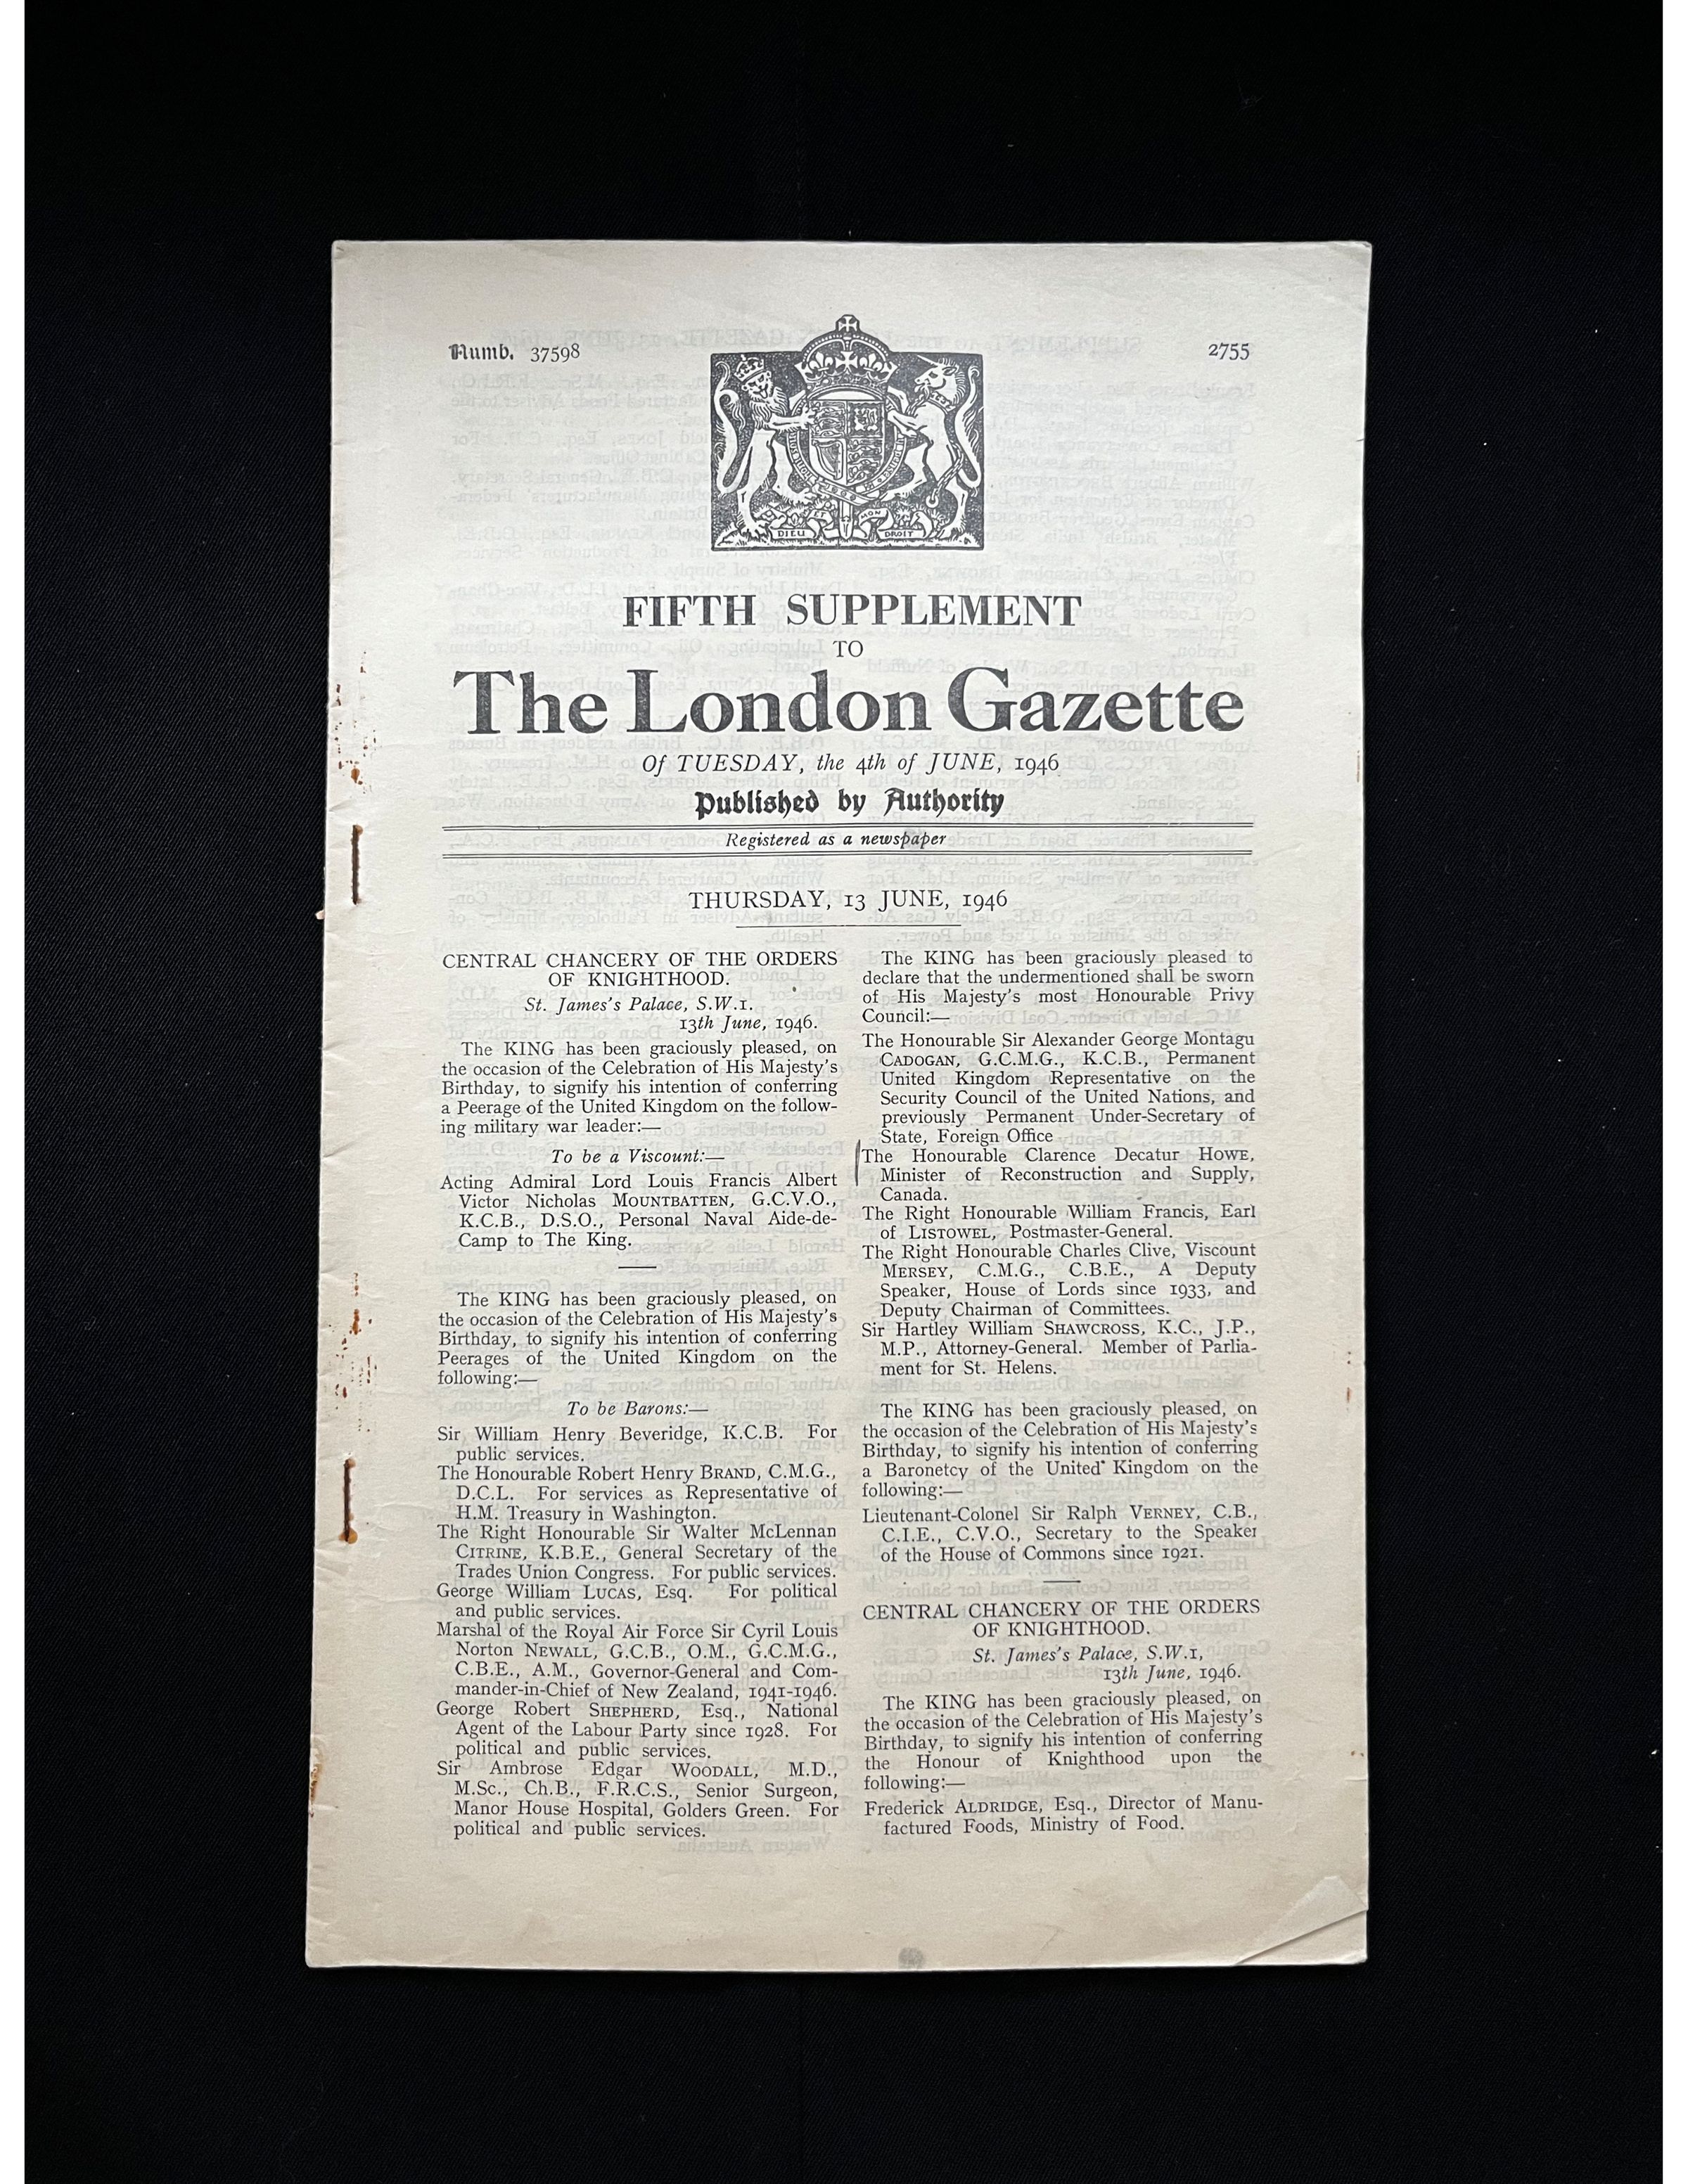 Numb. 37598
2755
DIEU ET MON DROIT
FIFTH SUPPLEMENT
TO
The London Gazette
Of TUESDAY, the 4th of JUNE, 1946
Published by Authority
Registered as a newspaper
THURSDAY, 13 JUNE, 1946
CENTRAL CHANCERY OF THE ORDERS
OF KNIGHTHOOD.
St. James's Palace, S.W.1.
13th June, 1946.
The KING has been graciously pleased, on
the occasion of the Celebration of His Majesty's
Birthday, to signify his intention of conferring
a Peerage of the United Kingdom on the follow-
ing military war leader:—
To be a Viscount:—
Acting Admiral Lord Louis Francis Albert
Victor Nicholas MOUNTBATTEN, G.C.V.O.,
K.C.B., D.S.O., Personal Naval Aide-de-
Camp to The King.
The KING has been graciously pleased, on
the occasion of the Celebration of His Majesty's
Birthday, to signify his intention of conferring
Peerages of the United Kingdom on the
following:—
To be Barons:—
Sir William Henry Beveridge, K.C.B. For
public services.
The Honourable Robert Henry BRAND, C.M.G.,
D.C.L. For services as Representative of
H.M. Treasury in Washington.
The Right Honourable Sir Walter McLennan
CITRINE, K.B.E., General Secretary of the
Trades Union Congress. For public services.
George William LUCAS, Esq. For political
and public services.
Marshal of the Royal Air Force Sir Cyril Louis
Norton NEWALL, G.C.B., O.M., G.C.M.G.,
C.B.E., A.M., Governor-General and Com-
mander-in-Chief of New Zealand, 1941-1946.
George Robert SHEPHERD, Esq., National
Agent of the Labour Party since 1928. For
political and public services.
Sir Ambrose Edgar WOODALL, M.D.,
M.Sc., Ch.B., F.R.C.S., Senior Surgeon,
Manor House Hospital, Golders Green. For
political and public services.
The KING has been graciously pleased to
declare that the undermentioned shall be sworn
of His Majesty's most Honourable Privy
Council:—
The Honourable Sir Alexander George Montagu
CADOGAN, G.C.M.G., K.C.B., Permanent
United Kingdom Representative on the
Security Council of the United Nations, and
previously Permanent Under-Secretary of
State, Foreign Office
The Honourable Clarence Decatur HOWE,
Minister of Reconstruction and Supply,
Canada.
The Right Honourable William Francis, Earl
of LISTOWEL, Postmaster-General.
The Right Honourable Charles Clive, Viscount
MERSEY, C.M.G., C.B.E., A Deputy
Speaker, House of Lords since 1933, and
Deputy Chairman of Committees.
Sir Hartley William SHAWCROSS, K.C., J.P.,
M.P., Attorney-General. Member of Parlia-
ment for St. Helens.
The KING has been graciously pleased, on
the occasion of the Celebration of His Majesty's
Birthday, to signify his intention of conferring
a Baronetcy of the United Kingdom on the
following:—
Lieutenant-Colonel Sir Ralph VERNEY, C.B.,
C.I.E., C.V.O., Secretary to the Speaker
of the House of Commons since 1921.
CENTRAL CHANCERY OF THE ORDERS
OF KNIGHTHOOD.
St. James's Palace, S.W.1,
13th June, 1946.
The KING has been graciously pleased, on
the occasion of the Celebration of His Majesty's
Birthday, to signify his intention of conferring
the Honour of Knighthood upon the
following:—
Frederick ALDRIDGE, Esq., Director of Manu-
factured Foods, Ministry of Food.